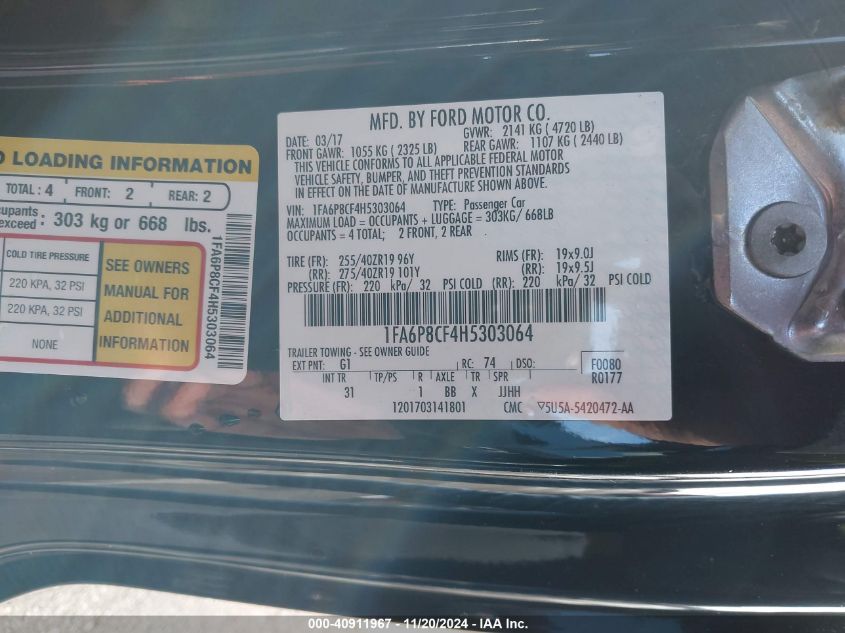 O LOADING INFORMATION
TOTAL: 4 FRONT: 2 REAR: 2
303 kg or 668 lbs.
COLD TIRE PRESSURE
220 KPA, 32 PSI
220 KPA, 32 PSI
NONE
SEE OWNERS
MANUAL FOR
ADDITIONAL
INFORMATION
1FA6P8CF4H5303064
MFD. BY FORD MOTOR CO.
DATE: 03/17 GVWR: 2141 KG ( 4720 LB)
FRONT GAWR: 1055 KG ( 2325 LB) REAR GAWR: 1107 KG ( 2440 LB)
THIS VEHICLE CONFORMS TO ALL APPLICABLE FEDERAL MOTOR
VEHICLE SAFETY, BUMPER, AND THEFT PREVENTION STANDARDS
IN EFFECT ON THE DATE OF MANUFACTURE SHOWN ABOVE.
VIN: 1FA6P8CF4H5303064 TYPE: Passenger Car
MAXIMUM LOAD = OCCUPANTS + LUGGAGE = 303KG/ 668LB
OCCUPANTS = 4 TOTAL; 2 FRONT, 2 REAR
TIRE (FR): 255/40ZR19 96Y RIMS (FR): 19x9.0J
(RR): 275/40ZR19 101Y (RR): 19x9.5J
PRESSURE (FR): 220 kPa/ 32 PSI COLD (RR): 220 kPa/ 32 PSI COLD
1FA6P8CF4H5303064
TRAILER TOWING - SEE OWNER GUIDE
EXT PNT: G1 RC: 74 DSO: F0080
R0177
INT TR TP/PS R AXLE TR SPR
31 1 BB X JJHH
1201703141801 CMC ▽5U5A-5420472-AA
000-40911967 - 11/20/2024 - IAA Inc.